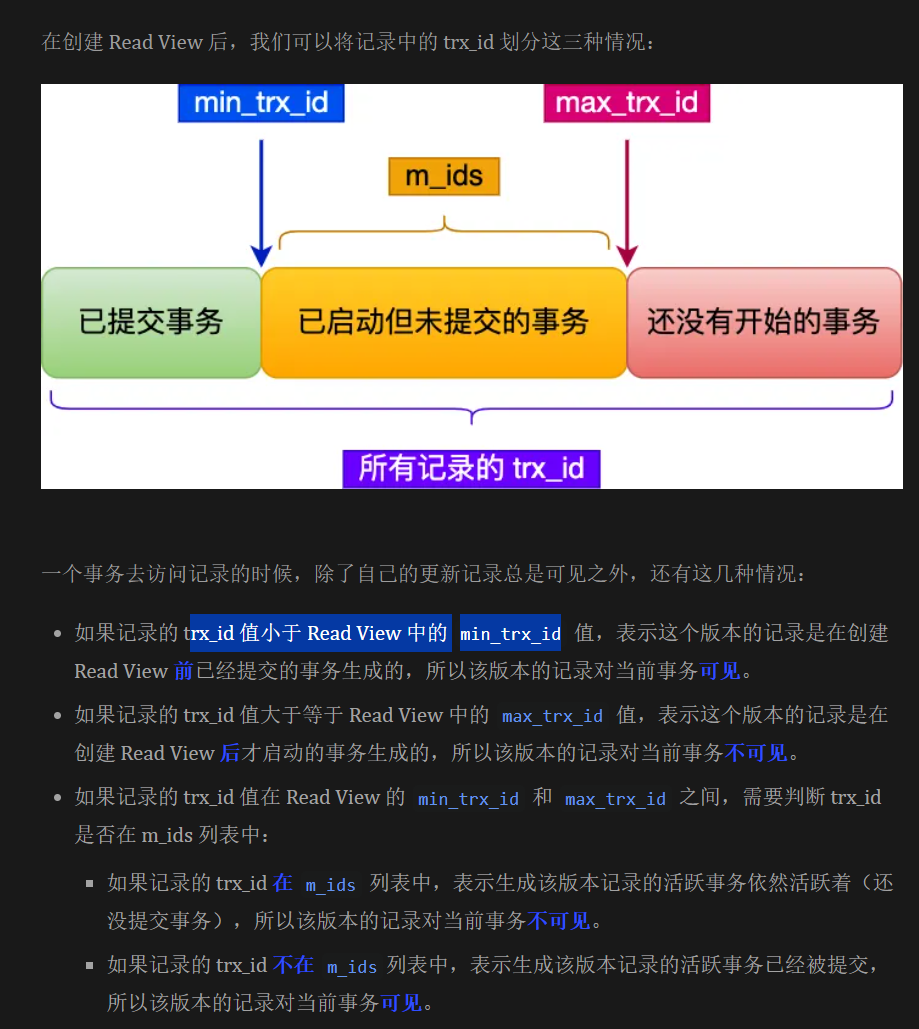 在创建 Read View 后，我们可以将记录中的 trx_id 划分这三种情况：
min_trx_id
max_trx_id
m_ids
已提交事务
已启动但未提交的事务
还没有开始的事务
所有记录的 trx_id
一个事务去访问记录的时候，除了自己的更新记录总是可见之外，还有这几种情况：
如果记录的 trx_id 值小于 Read View 中的 min_trx_id 值，表示这个版本的记录是在创建
Read View 前已经提交的事务生成的，所以该版本的记录对当前事务可见。
如果记录的 trx_id 值大于等于 Read View 中的 max_trx_id 值，表示这个版本的记录是在
创建 Read View 后才启动的事务生成的，所以该版本的记录对当前事务不可见。
如果记录的 trx_id 值在 Read View 的 min_trx_id 和 max_trx_id 之间，需要判断 trx_id
是否在 m_ids 列表中：
如果记录的 trx_id 在 m_ids 列表中，表示生成该版本记录的活跃事务依然活跃着（还
没提交事务），所以该版本的记录对当前事务不可见。
如果记录的 trx_id 不在 m_ids 列表中，表示生成该版本记录的活跃事务已经被提交，
所以该版本的记录对当前事务可见。